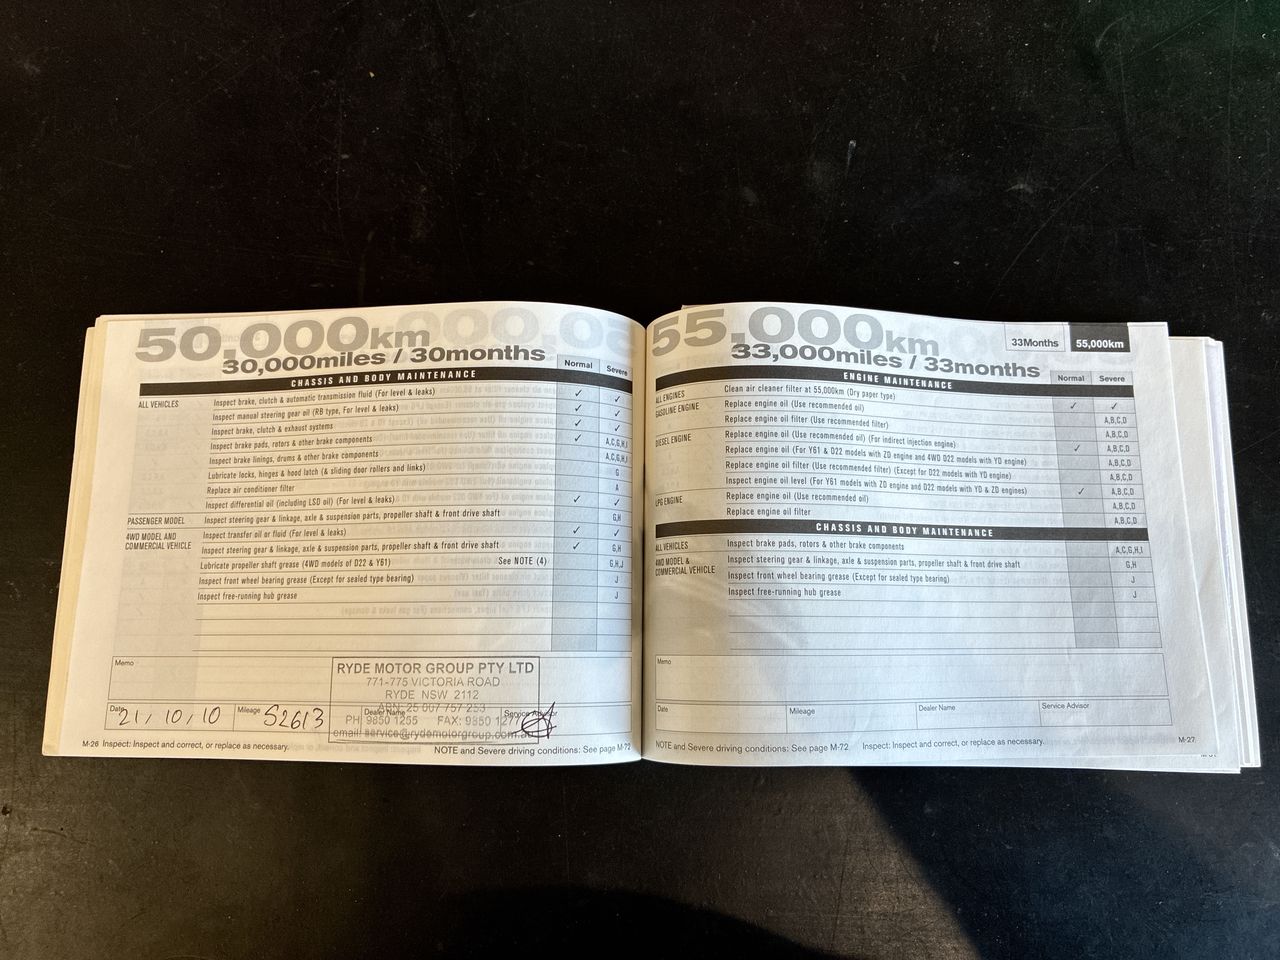 50,000km
30,000miles / 30months
Normal Severe
CHASSIS AND BODY MAINTENANCE
ALL VEHICLES Inspect brake, clutch & automatic transmission fluid (For level & leaks) ✓ ✓
Inspect manual steering gear oil (RB type, For level & leaks) ✓ ✓
Inspect brake, clutch & exhaust systems ✓ ✓
Inspect brake pads, rotors & other brake components ✓ A,C,G,H,I
Inspect brake linings, drums & other brake components A,C,G,H,I
Lubricate locks, hinges & hood latch (& sliding door rollers and links) G
Replace air conditioner filter A
Inspect differential oil (including LSD oil) (For level & leaks) ✓ ✓
PASSENGER MODEL Inspect steering gear & linkage, axle & suspension parts, propeller shaft & front drive shaft G,H
4WD MODEL AND COMMERCIAL VEHICLE Inspect transfer oil or fluid (For level & leaks) ✓ ✓
Inspect steering gear & linkage, axle & suspension parts, propeller shaft & front drive shaft ✓ G,H
Lubricate propeller shaft grease (4WD models of D22 & Y61) See NOTE (4) G,H,J
Inspect front wheel bearing grease (Except for sealed type bearing) J
Inspect free-running hub grease J
Memo
RYDE MOTOR GROUP PTY LTD
771-775 VICTORIA ROAD
RYDE NSW 2112
ABN: 25 007 757 253
Date 21/10/10 Mileage 52613 Dealer Name Service Advisor
PH: 9850 1255 FAX: 9850 1277
email: service@rydemotorgroup.com.au
M-26 Inspect: Inspect and correct, or replace as necessary. NOTE and Severe driving conditions: See page M-72
55,000km
33Months 55,000km
33,000miles / 33months
Normal Severe
ENGINE MAINTENANCE
ALL ENGINES Clean air cleaner filter at 55,000km (Dry paper type)
GASOLINE ENGINE Replace engine oil (Use recommended oil) ✓ ✓
Replace engine oil filter (Use recommended filter) A,B,C,D
DIESEL ENGINE Replace engine oil (Use recommended oil) (For indirect injection engine) A,B,C,D
Replace engine oil (For Y61 & D22 models with ZD engine and 4WD D22 models with YD engine) ✓ A,B,C,D
Replace engine oil filter (Use recommended filter) (Except for D22 models with YD engine) A,B,C,D
Inspect engine oil level (For Y61 models with ZD engine and D22 models with YD & ZD engines)
LPG ENGINE Replace engine oil (Use recommended oil) ✓ A,B,C,D
Replace engine oil filter A,B,C,D
A,B,C,D
CHASSIS AND BODY MAINTENANCE
ALL VEHICLES Inspect brake pads, rotors & other brake components A,C,G,H,I
4WD MODEL & COMMERCIAL VEHICLE Inspect steering gear & linkage, axle & suspension parts, propeller shaft & front drive shaft G,H
Inspect front wheel bearing grease (Except for sealed type bearing) J
Inspect free-running hub grease J
Memo
Date Mileage Dealer Name Service Advisor
NOTE and Severe driving conditions: See page M-72 Inspect: Inspect and correct, or replace as necessary. M-27